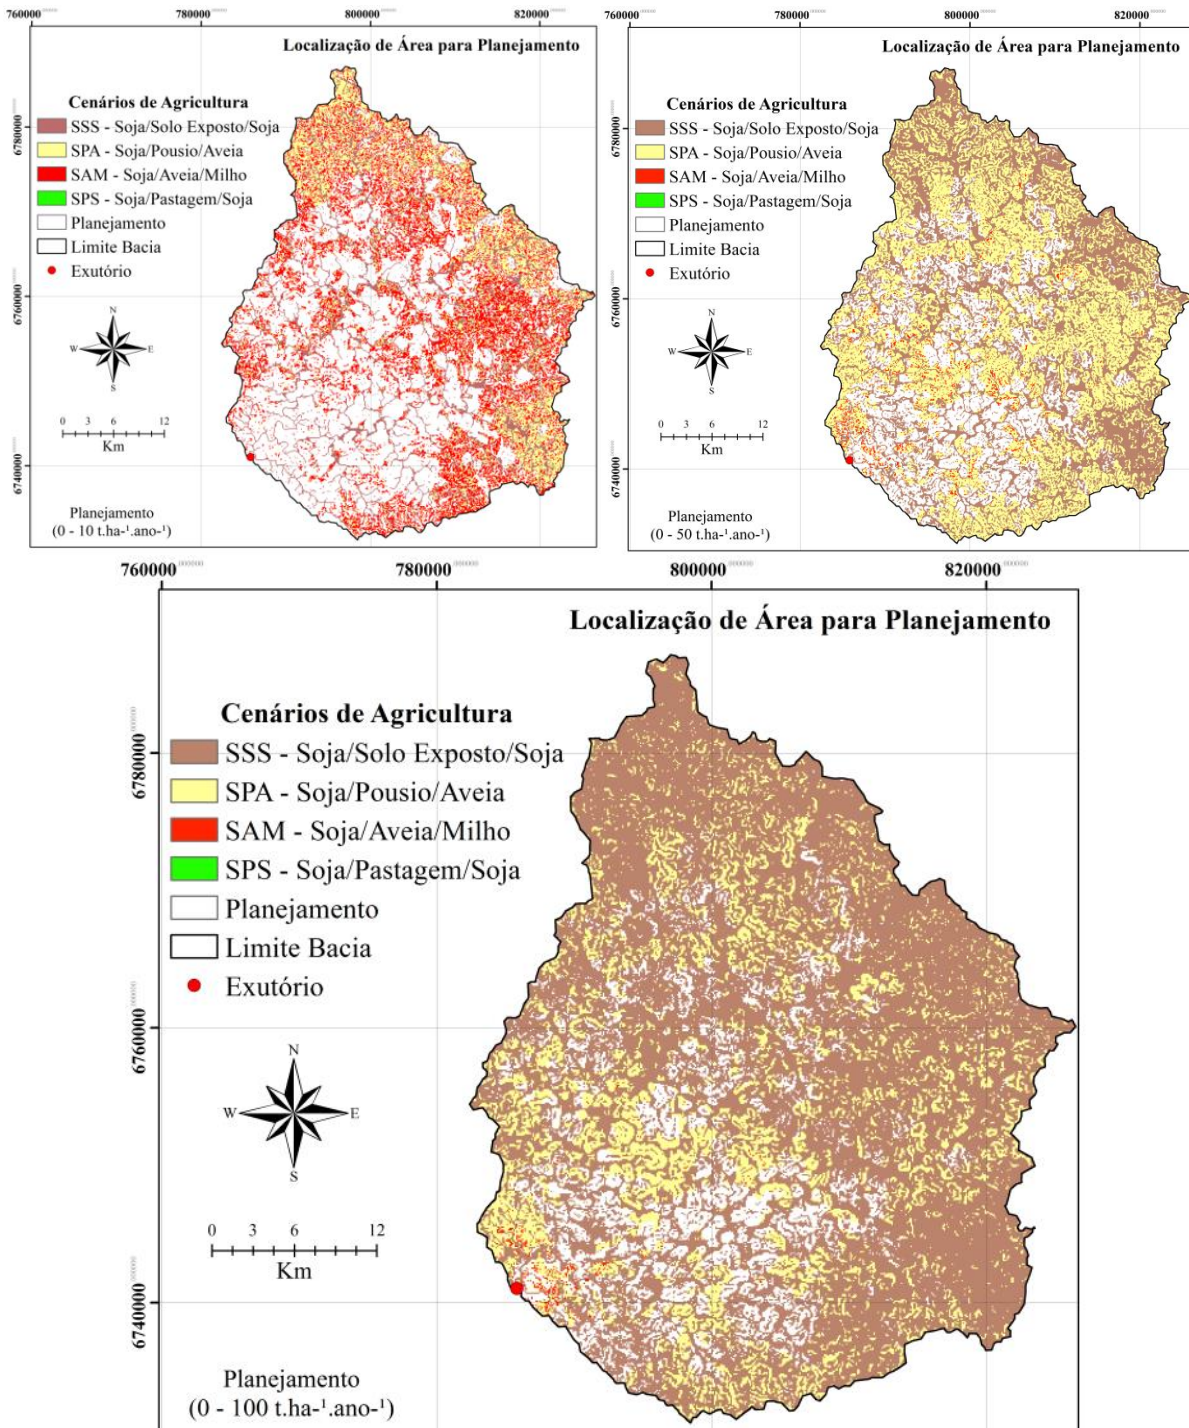 760000 780000 800000 820000
Localização de Área para Planejamento
Cenários de Agricultura
SSS - Soja/Solo Exposto/Soja
SPA - Soja/Pousio/Aveia
SAM - Soja/Aveia/Milho
SPS - Soja/Pastagem/Soja
Planejamento
Limite Bacia
Exutório
6780000
6760000
6740000
N
W E
S
0 3 6 12
Km
Planejamento
(0 - 10 t.ha-¹.ano-¹)
760000 780000 800000 820000
Localização de Área para Planejamento
Cenários de Agricultura
SSS - Soja/Solo Exposto/Soja
SPA - Soja/Pousio/Aveia
SAM - Soja/Aveia/Milho
SPS - Soja/Pastagem/Soja
Planejamento
Limite Bacia
Exutório
6780000
6760000
6740000
N
W E
S
0 3 6 12
Km
Planejamento
(0 - 50 t.ha-¹.ano-¹)
760000 780000 800000 820000
Localização de Área para Planejamento
Cenários de Agricultura
SSS - Soja/Solo Exposto/Soja
SPA - Soja/Pousio/Aveia
SAM - Soja/Aveia/Milho
SPS - Soja/Pastagem/Soja
Planejamento
Limite Bacia
Exutório
6780000
6760000
6740000
N
W E
S
0 3 6 12
Km
Planejamento
(0 - 100 t.ha-¹.ano-¹)